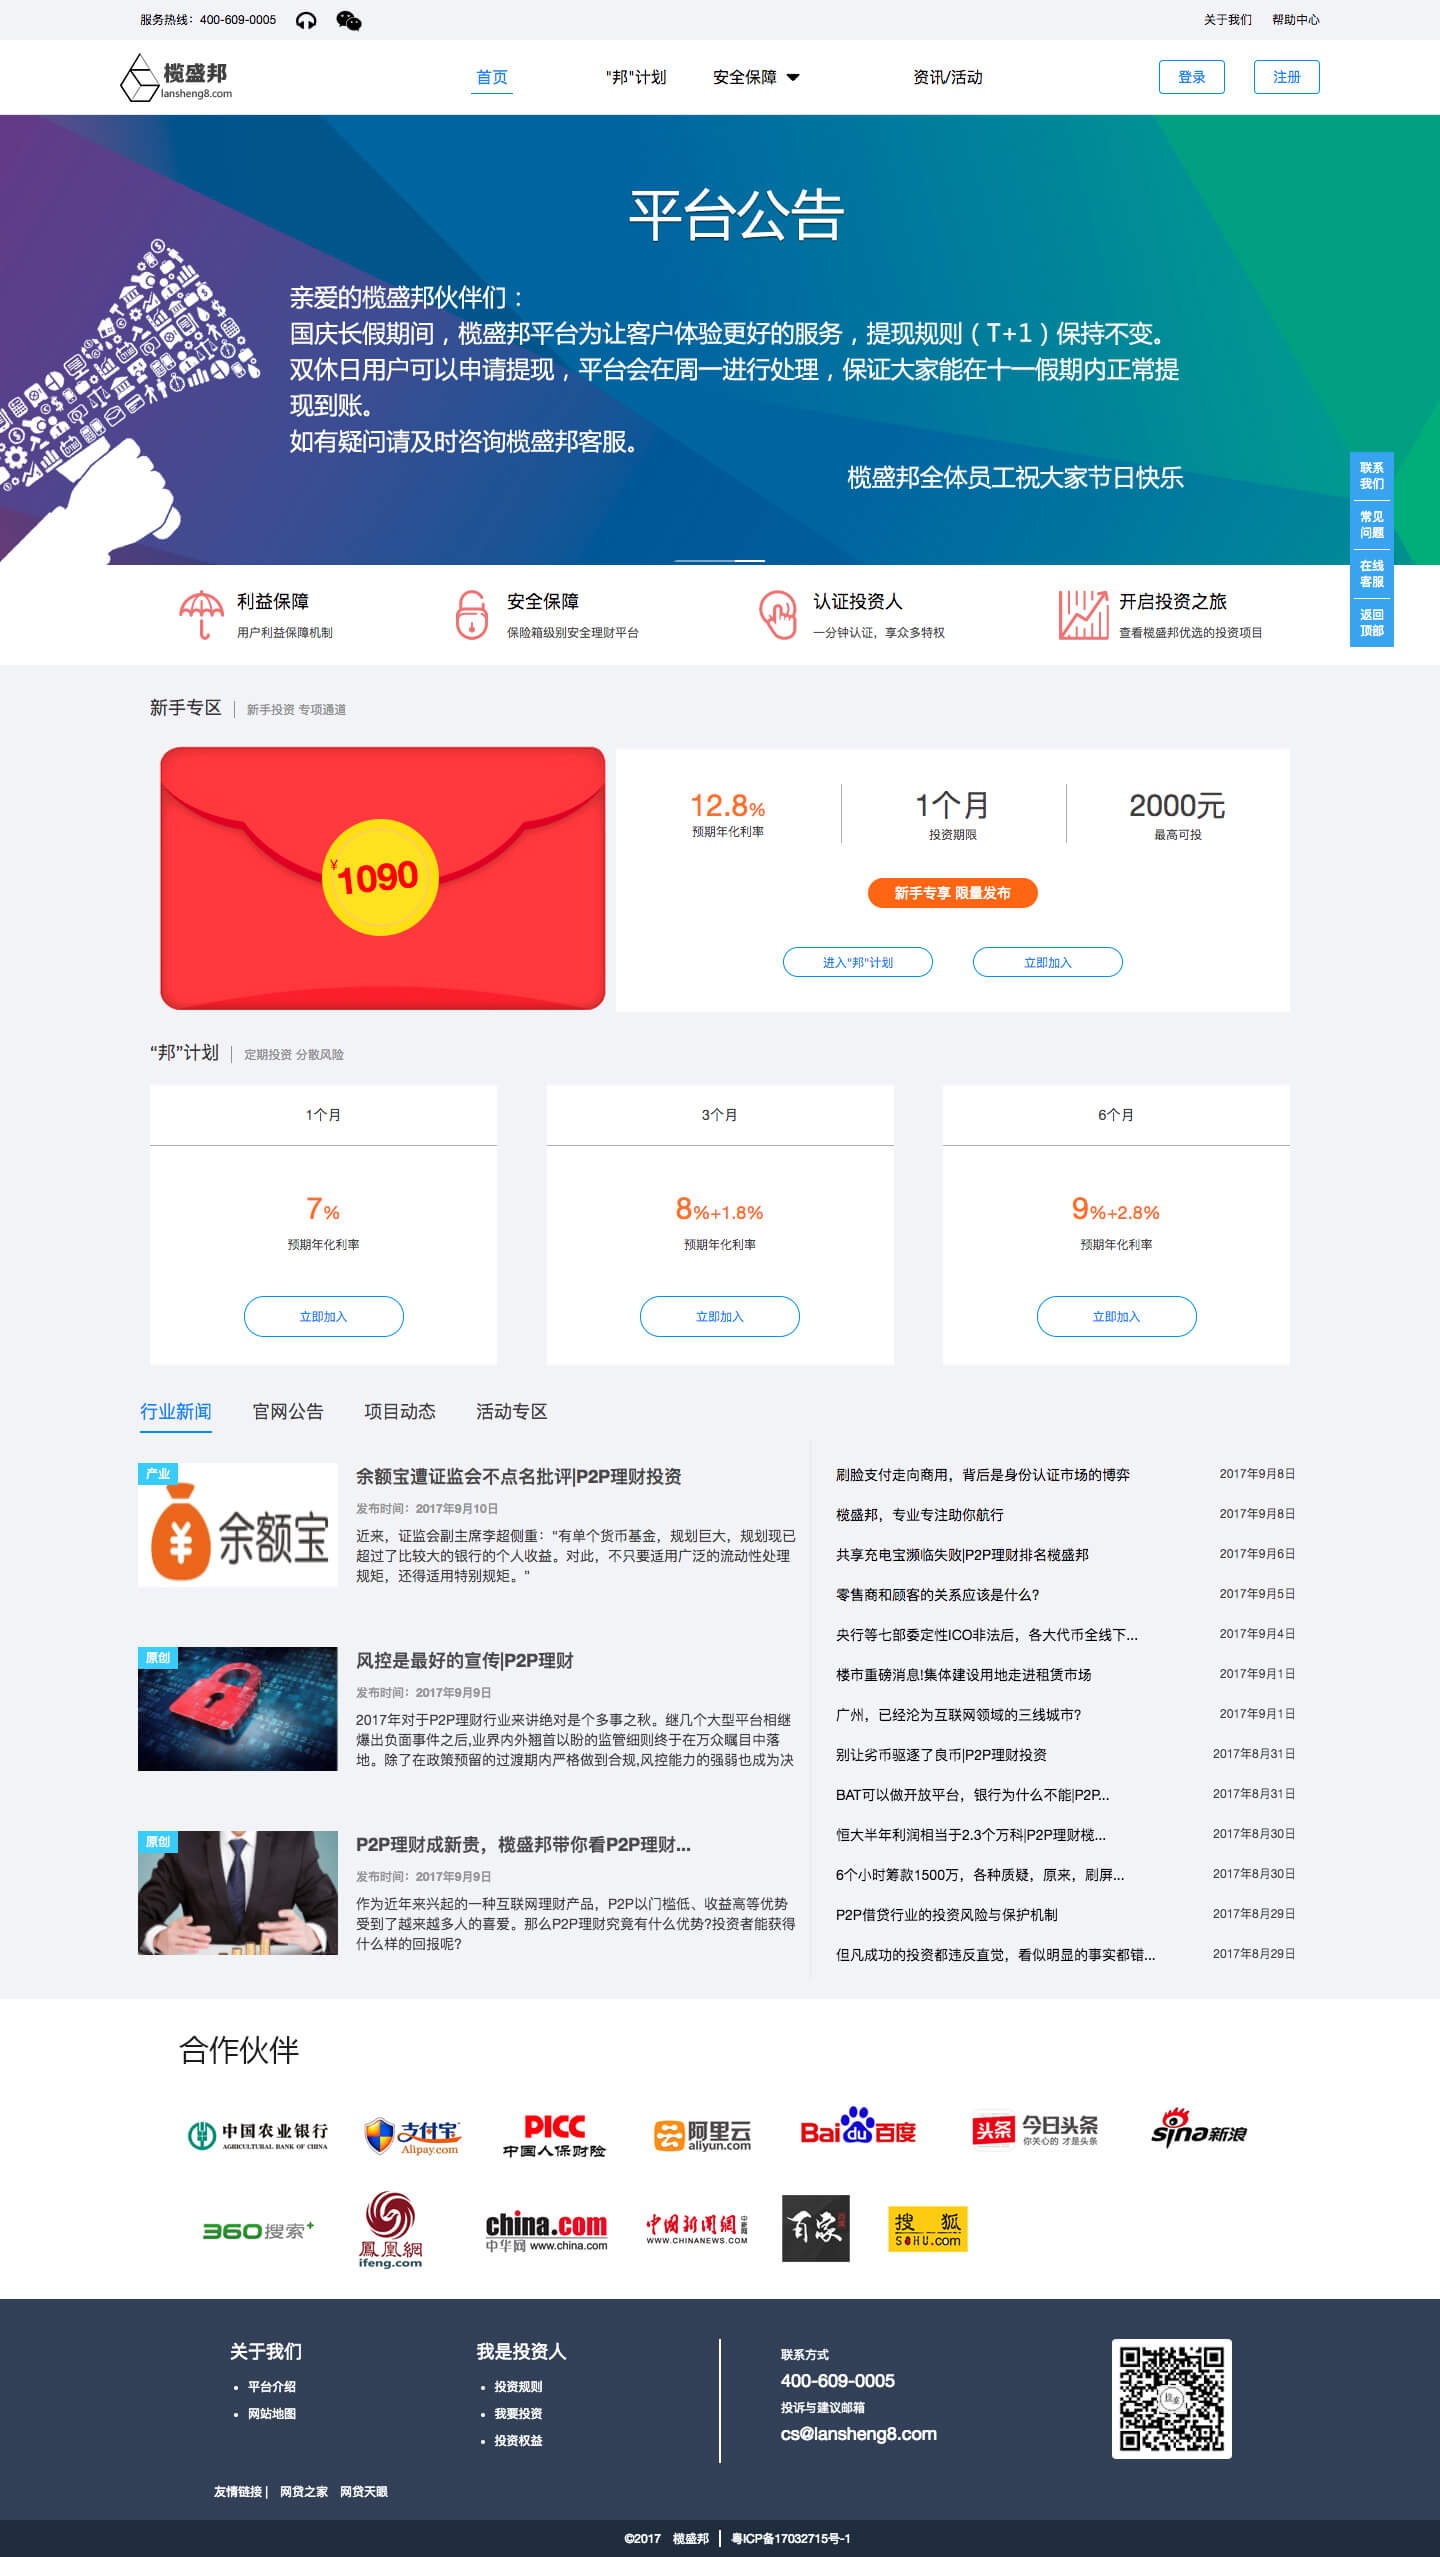 服务热线：400-609-0005
关于我们 帮助中心
榄盛邦
lansheng8.com
首页 "邦"计划 安全保障 资讯/活动 登录 注册
平台公告
亲爱的榄盛邦伙伴们：
国庆长假期间，榄盛邦平台为让客户体验更好的服务，提现规则（T+1）保持不变。
双休日用户可以申请提现，平台会在周一进行处理，保证大家能在十一假期内正常提
现到账。
如有疑问请及时咨询榄盛邦客服。
榄盛邦全体员工祝大家节日快乐
联系
我们
常见
问题
在线
客服
返回
顶部
利益保障
用户利益保障机制
安全保障
保险箱级别安全理财平台
认证投资人
一分钟认证，享众多特权
开启投资之旅
查看榄盛邦优选的投资项目
新手专区 新手投资 专项通道
¥1090
12.8%
预期年化利率
1个月
投资期限
2000元
最高可投
新手专享 限量发布
进入"邦"计划 立即加入
“邦”计划 定期投资 分散风险
1个月
7%
预期年化利率
立即加入
3个月
8%+1.8%
预期年化利率
立即加入
6个月
9%+2.8%
预期年化利率
立即加入
行业新闻 官网公告 项目动态 活动专区
产业
余额宝
余额宝遭证监会不点名批评|P2P理财投资
发布时间：2017年9月10日
近来，证监会副主席李超侧重："有单个货币基金，规划巨大，规划现已
超过了比较大的银行的个人收益。对此，不只要适用广泛的流动性处理
规矩，还得适用特别规矩。"
原创
风控是最好的宣传|P2P理财
发布时间：2017年9月9日
2017年对于P2P理财行业来讲绝对是个多事之秋。继几个大型平台相继
爆出负面事件之后,业界内外翘首以盼的监管细则终于在万众瞩目中落
地。除了在政策预留的过渡期内严格做到合规,风控能力的强弱也成为决
原创
P2P理财成新贵，榄盛邦带你看P2P理财...
发布时间：2017年9月9日
作为近年来兴起的一种互联网理财产品，P2P以门槛低、收益高等优势
受到了越来越多人的喜爱。那么P2P理财究竟有什么优势?投资者能获得
什么样的回报呢?
刷脸支付走向商用，背后是身份认证市场的博弈 2017年9月8日
榄盛邦，专业专注助你航行 2017年9月8日
共享充电宝濒临失败|P2P理财排名榄盛邦 2017年9月6日
零售商和顾客的关系应该是什么? 2017年9月5日
央行等七部委定性ICO非法后，各大代币全线下... 2017年9月4日
楼市重磅消息!集体建设用地走进租赁市场 2017年9月1日
广州，已经沦为互联网领域的三线城市? 2017年9月1日
别让劣币驱逐了良币|P2P理财投资 2017年8月31日
BAT可以做开放平台，银行为什么不能|P2P... 2017年8月31日
恒大半年利润相当于2.3个万科|P2P理财榄... 2017年8月30日
6个小时筹款1500万，各种质疑，原来，刷屏... 2017年8月30日
P2P借贷行业的投资风险与保护机制 2017年8月29日
但凡成功的投资都违反直觉，看似明显的事实都错... 2017年8月29日
合作伙伴
中国农业银行
AGRICULTURAL BANK OF CHINA
支付宝
Alipay.com
PICC
中国人保财险
阿里云
aliyun.com
Bai du 百度
头条 今日头条
你关心的 才是头条
sina新浪
360搜索+
鳳凰網
ifeng.com
china.com
中华网 www.china.com
中国新闻網
WWW.CHINANEWS.COM
百家
搜狐
SOHU.com
关于我们
平台介绍
网站地图
我是投资人
投资规则
我要投资
投资权益
联系方式
400-609-0005
投诉与建议邮箱
cs@lansheng8.com
友情链接 | 网贷之家 网贷天眼
©2017 榄盛邦 粤ICP备17032715号-1